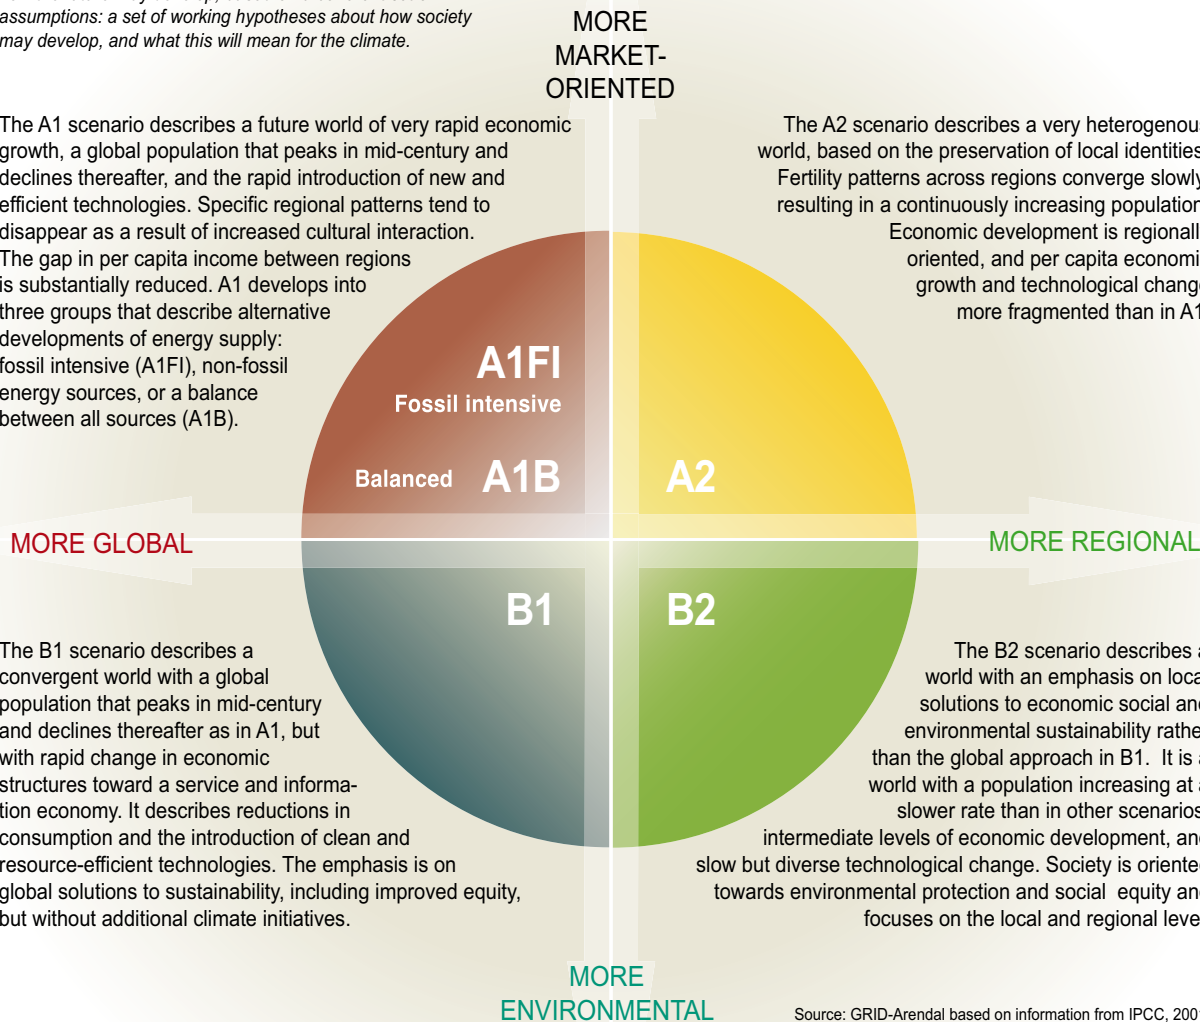 assumptions: a set of working hypotheses about how society
may develop, and what this will mean for the climate.
MORE
MARKET-
ORIENTED
The A1 scenario describes a future world of very rapid economic
growth, a global population that peaks in mid-century and
declines thereafter, and the rapid introduction of new and
efficient technologies. Specific regional patterns tend to
disappear as a result of increased cultural interaction.
The gap in per capita income between regions
is substantially reduced. A1 develops into
three groups that describe alternative
developments of energy supply:
fossil intensive (A1FI), non-fossil
energy sources, or a balance
between all sources (A1B).
The A2 scenario describes a very heterogenous
world, based on the preservation of local identities
Fertility patterns across regions converge slowly
resulting in a continuously increasing population
Economic development is regionall
oriented, and per capita economi
growth and technological change
more fragmented than in A1
A1FI
Fossil intensive
Balanced A1B
A2
MORE GLOBAL
MORE REGIONAL
B1
B2
The B1 scenario describes a
convergent world with a global
population that peaks in mid-century
and declines thereafter as in A1, but
with rapid change in economic
structures toward a service and informa-
tion economy. It describes reductions in
consumption and the introduction of clean and
resource-efficient technologies. The emphasis is on
global solutions to sustainability, including improved equity,
but without additional climate initiatives.
The B2 scenario describes a
world with an emphasis on loca
solutions to economic social and
environmental sustainability rathe
than the global approach in B1. It is a
world with a population increasing at a
slower rate than in other scenarios
intermediate levels of economic development, and
slow but diverse technological change. Society is oriente
towards environmental protection and social equity and
focuses on the local and regional leve
MORE
ENVIRONMENTAL
Source: GRID-Arendal based on information from IPCC, 200